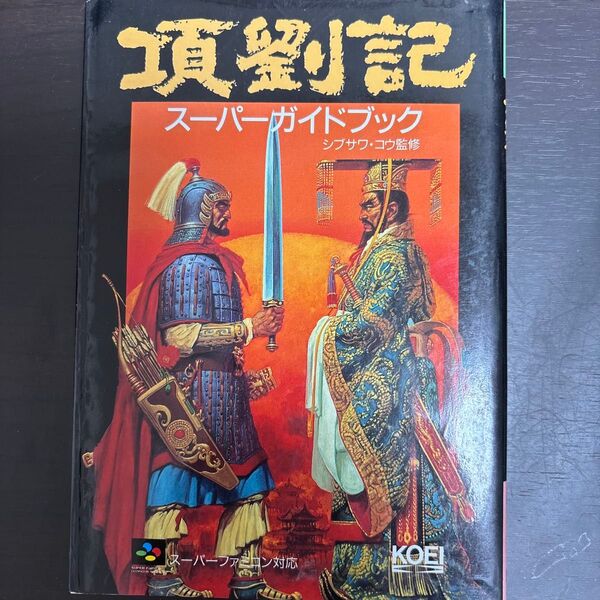 項劉記
スーパーガイドブック
シブサワ・コウ監修
スーパーファミコン対応
KOEI